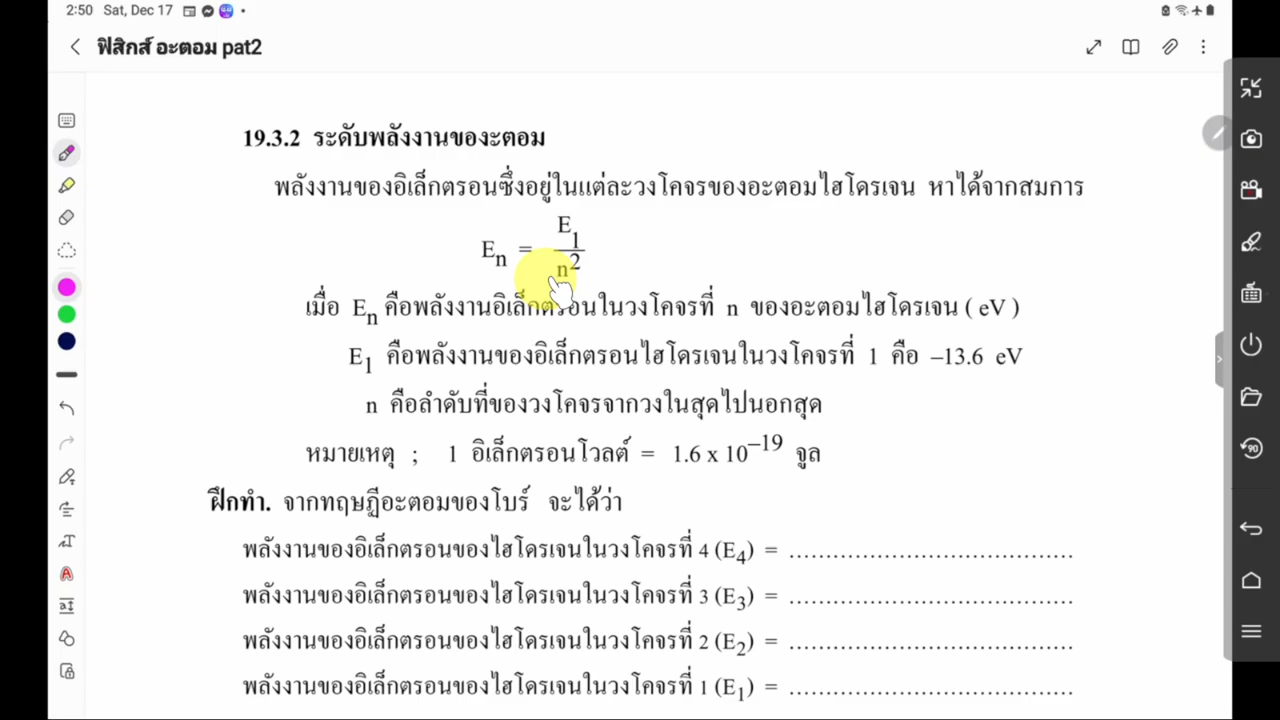 2:50 Sat, Dec 17
ฟิสิกส์ อะตอม pat2
19.3.2 ระดับพลังงานของะตอม
พลังงานของอิเล็กตรอนซึ่งอยู่ในแต่ละวงโคจรของอะตอมไฮโดรเจน หาได้จากสมการ
Eₙ = E₁ / n²
เมื่อ Eₙ คือพลังงานอิเล็กตรอนในวงโคจรที่ n ของอะตอมไฮโดรเจน ( eV )
E₁ คือพลังงานของอิเล็กตรอนไฮโดรเจนในวงโคจรที่ 1 คือ –13.6 eV
n คือลำดับที่ของวงโคจรจากวงในสุดไปนอกสุด
หมายเหตุ ; 1 อิเล็กตรอนโวลต์ = 1.6 x 10⁻¹⁹ จูล
ฝึกทำ. จากทฤษฏีอะตอมของโบร์ จะได้ว่า
พลังงานของอิเล็กตรอนของไฮโดรเจนในวงโคจรที่ 4 (E₄) = ......................................
พลังงานของอิเล็กตรอนของไฮโดรเจนในวงโคจรที่ 3 (E₃) = ......................................
พลังงานของอิเล็กตรอนของไฮโดรเจนในวงโคจรที่ 2 (E₂) = ......................................
พลังงานของอิเล็กตรอนของไฮโดรเจนในวงโคจรที่ 1 (E₁) = ......................................